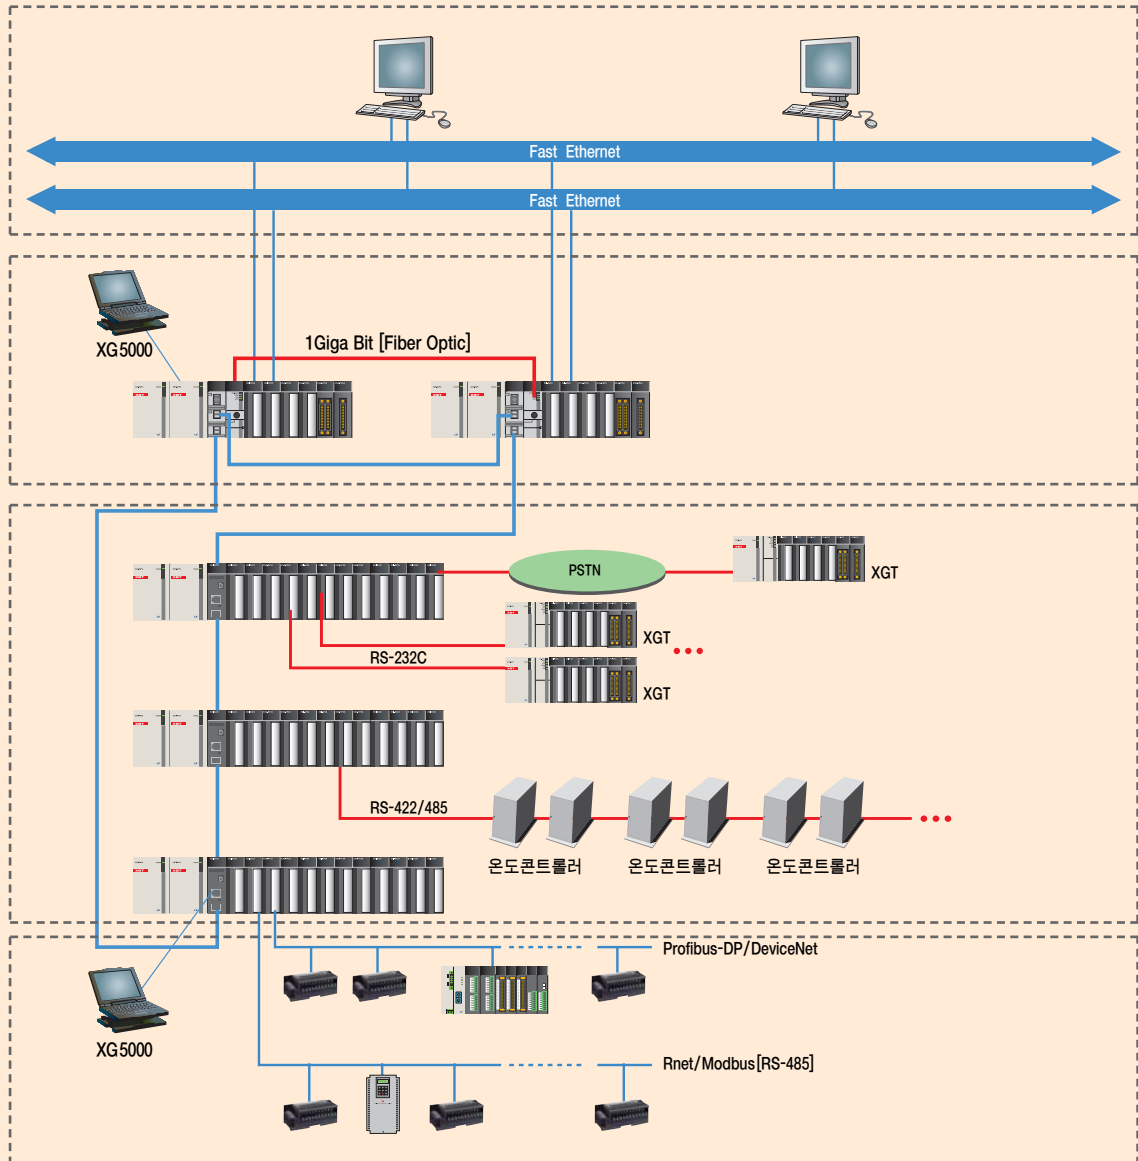 Fast Ethernet
Fast Ethernet
XG5000
1Giga Bit [Fiber Optic]
PSTN
XGT
XGT
RS-232C
XGT
RS-422/485
온도콘트롤러
온도콘트롤러
온도콘트롤러
Profibus-DP/DeviceNet
XG5000
Rnet/Modbus[RS-485]